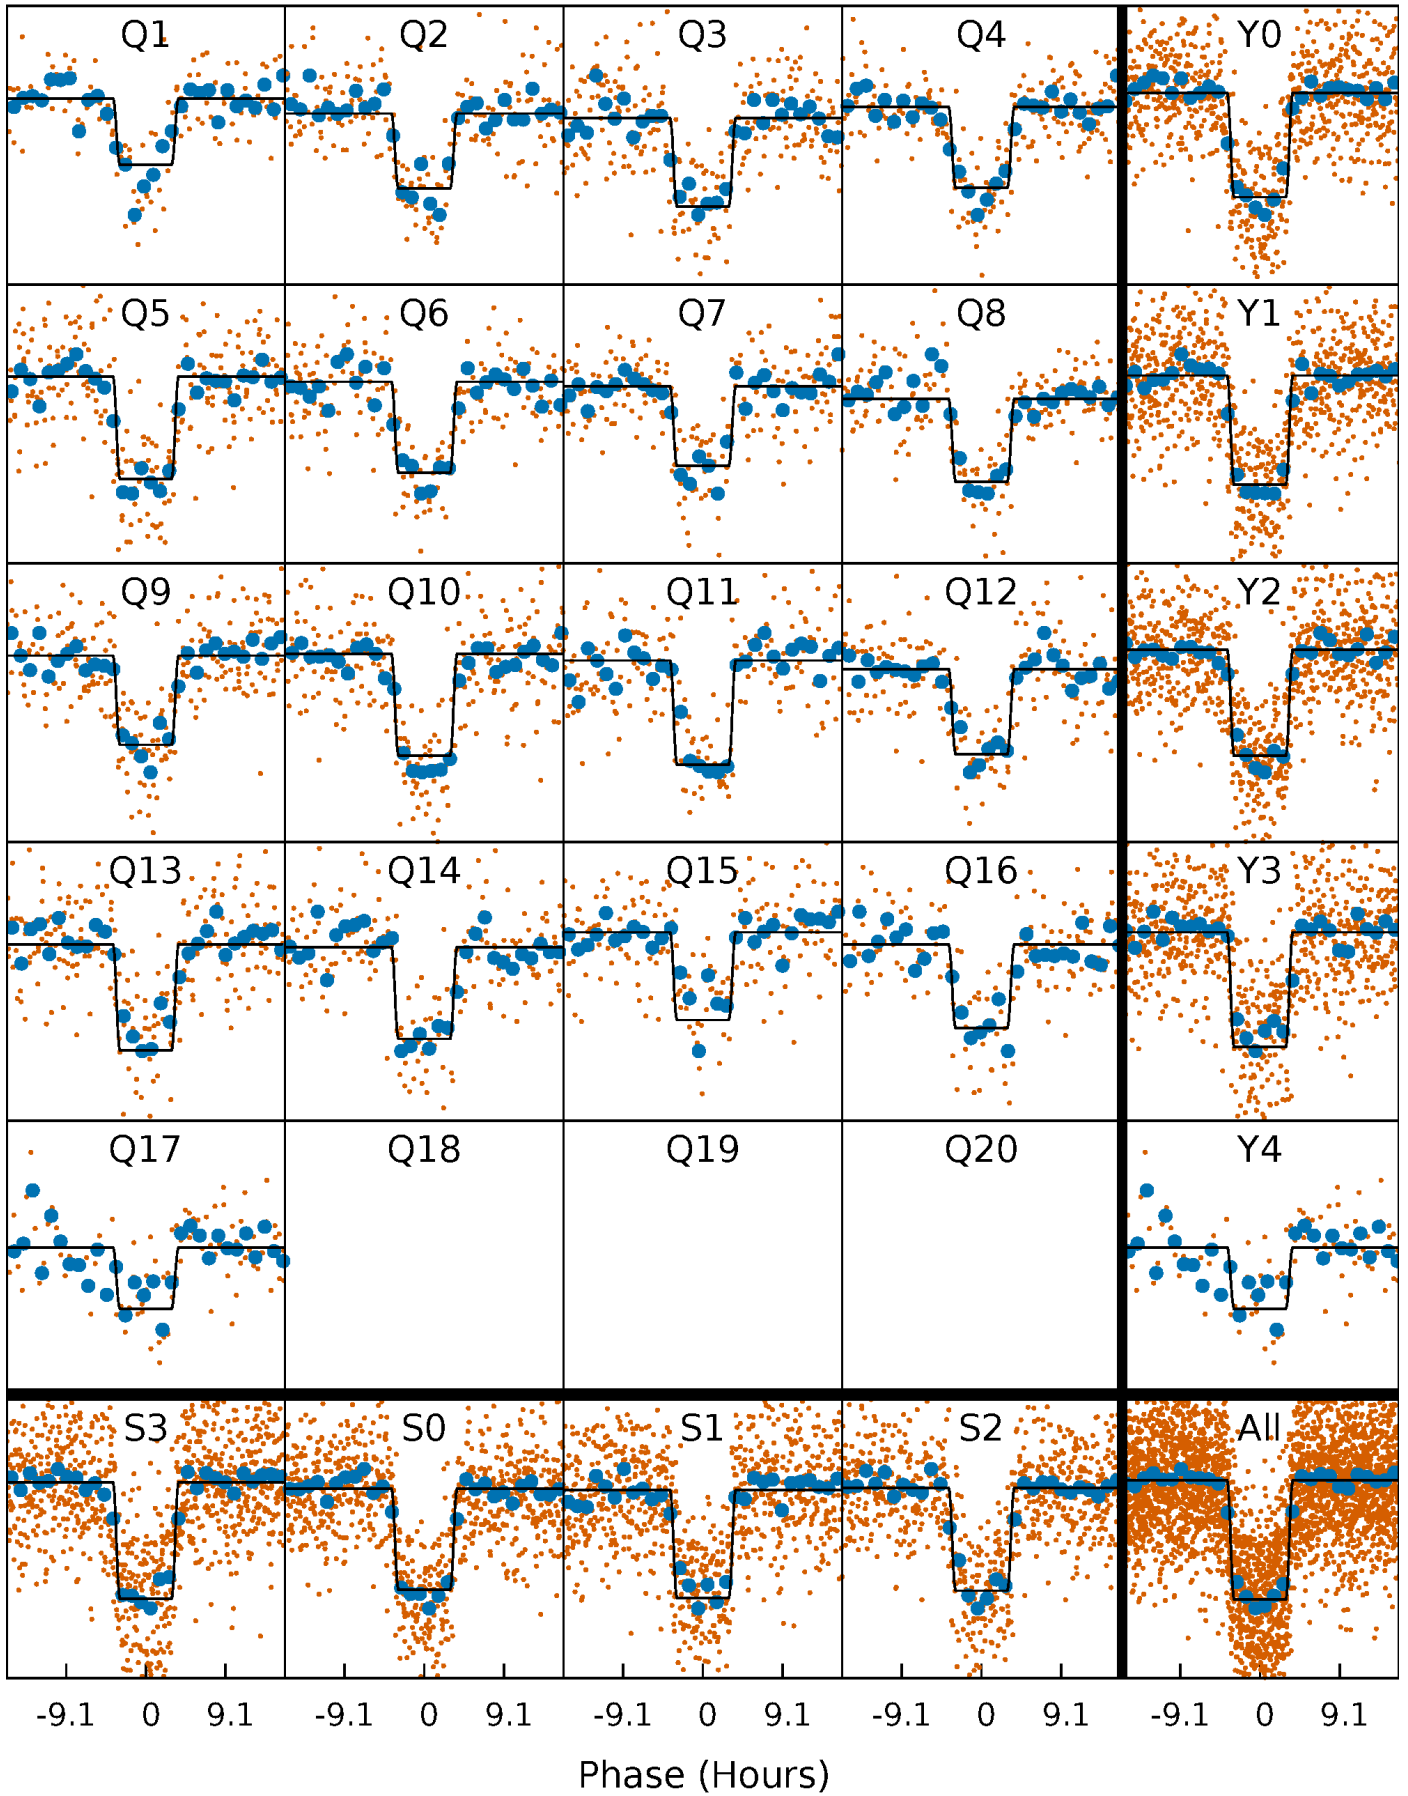 Q1 Q2 Q3 Q4 Y0
Q5 Q6 Q7 Q8 Y1
Q9 Q10 Q11 Q12 Y2
Q13 Q14 Q15 Q16 Y3
Q17 Q18 Q19 Q20 Y4
S3 S0 S1 S2 All
-9.1 0 9.1 -9.1 0 9.1 -9.1 0 9.1 -9.1 0 9.1 -9.1 0 9.1
Phase (Hours)